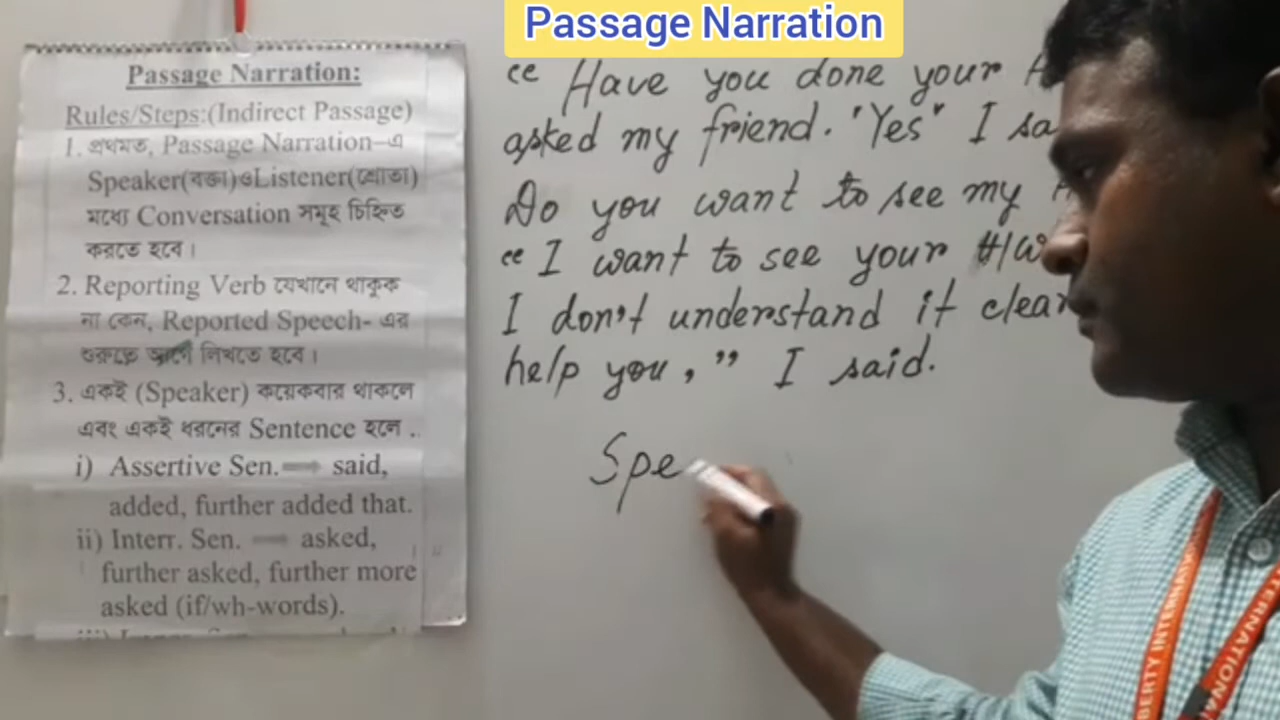 Passage Narration
Passage Narration:
Rules/Steps:(Indirect Passage)
1. প্রথমত, Passage Narration-এ
Speaker(বক্তা)ওListener(শ্রোতা)
মধ্যে Conversation সমূহ চিহ্নিত
করতে হবে।
2. Reporting Verb যেখানে থাকুক
না কেন, Reported Speech- এর
শুরুতে আগে লিখতে হবে।
3. একই (Speaker) কয়েকবার থাকলে
এবং একই ধরনের Sentence হলে ..
i) Assertive Sen. said,
added, further added that.
ii) Interr. Sen. asked,
further asked, further more
asked (if/wh-words).
“ Have you done your
asked my friend. "Yes" I
Do you want to see my
“ I want to see your H/W
I don't understand it
help you,” I said.
Spe
BERTY INTERNA
ERNATIONAL